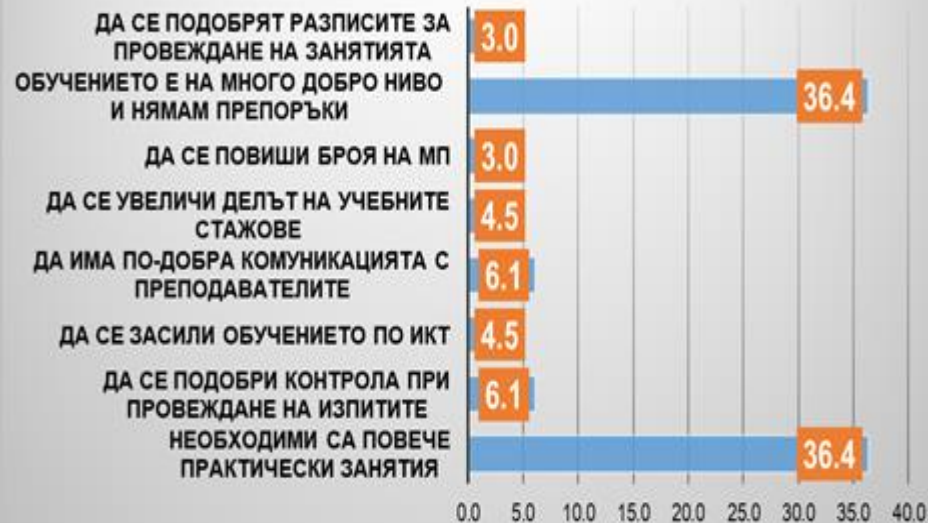 ДА СЕ ПОДОБРЯТ РАЗПИСИТЕ ЗА
ПРОВЕЖДАНЕ НА ЗАНЯТИЯТА
3.0
ОБУЧЕНИЕТО Е НА МНОГО ДОБРО НИВО
И НЯМАМ ПРЕПОРЪКИ
36.4
ДА СЕ ПОВИШИ БРОЯ НА МП
3.0
ДА СЕ УВЕЛИЧИ ДЕЛЪТ НА УЧЕБНИТЕ
СТАЖОВЕ
4.5
ДА ИМА ПО-ДОБРА КОМУНИКАЦИЯТА С
ПРЕПОДАВАТЕЛИТЕ
6.1
ДА СЕ ЗАСИЛИ ОБУЧЕНИЕТО ПО ИКТ
4.5
ДА СЕ ПОДОБРИ КОНТРОЛА ПРИ
ПРОВЕЖДАНЕ НА ИЗПИТИТЕ
6.1
НЕОБХОДИМИ СА ПОВЕЧЕ
ПРАКТИЧЕСКИ ЗАНЯТИЯ
36.4
0.0 5.0 10.0 15.0 20.0 25.0 30.0 35.0 40.0